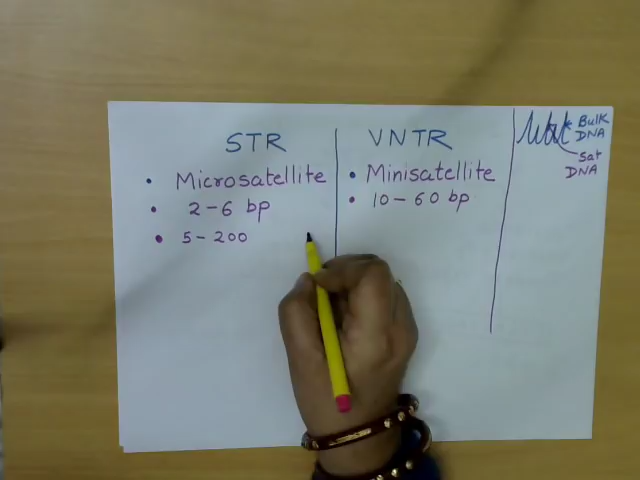 STR
• Microsatellite
• 2-6 bp
• 5-200
VNTR
• Minisatellite
• 10-60 bp
Bulk
DNA
Sat
DNA